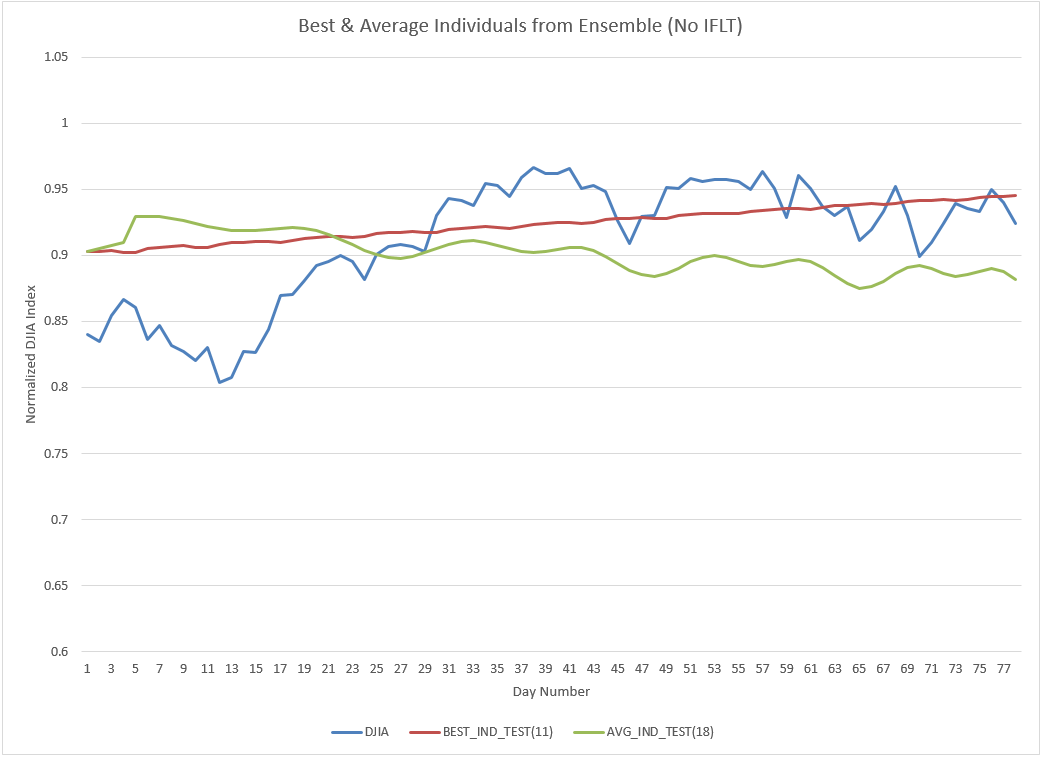 Best & Average Individuals from Ensemble (No IFLT)
1.05
1
0.95
0.9
0.85
0.8
0.75
0.7
0.65
0.6
Normalized DJIA Index
1 3 5 7 9 11 13 15 17 19 21 23 25 27 29 31 33 35 37 39 41 43 45 47 49 51 53 55 57 59 61 63 65 67 69 71 73 75 77
Day Number
DJIA BEST_IND_TEST(11) AVG_IND_TEST(18)